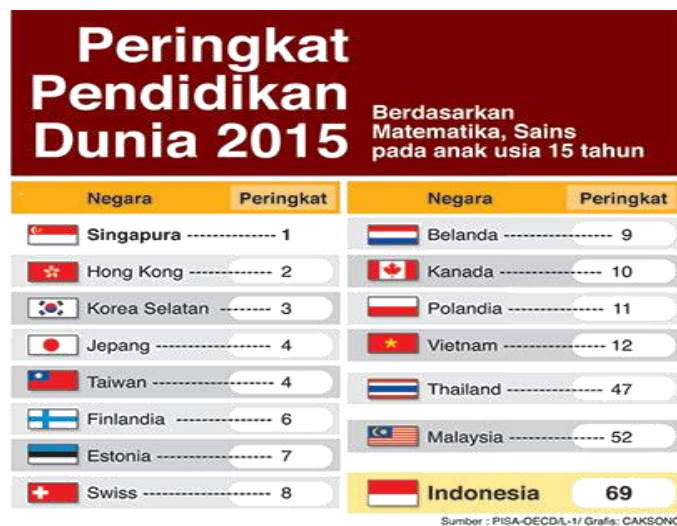 Peringkat
Pendidikan
Dunia 2015
Berdasarkan
Matematika, Sains
pada anak usia 15 tahun
Negara Peringkat
Singapura -------------- 1
Hong Kong ------------ 2
Korea Selatan -------- 3
Jepang ----------------- 4
Taiwan ----------------- 4
Finlandia -------------- 6
Estonia ---------------- 7
Swiss ------------------ 8
Negara Peringkat
Belanda --------------- 9
Kanada --------------- 10
Polandia -------------- 11
Vietnam --------------- 12
Thailand -------------- 47
Malaysia -------------- 52
Indonesia 69
Sumber : PISA-OECD/L-1/ Grafis: CAKSONO